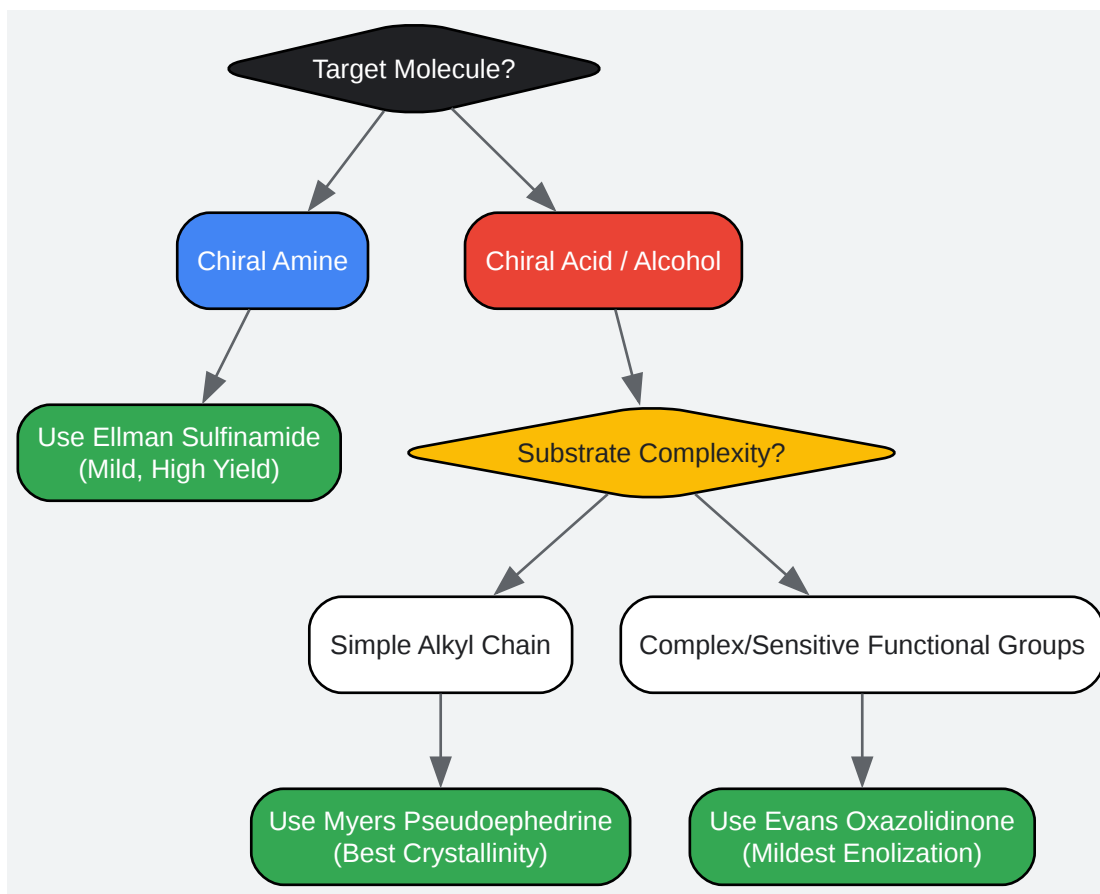 Target Molecule?
Chiral Amine
Chiral Acid / Alcohol
Use Ellman Sulfinamide
(Mild, High Yield)
Substrate Complexity?
Simple Alkyl Chain
Complex/Sensitive Functional Groups
Use Myers Pseudoephedrine
(Best Crystallinity)
Use Evans Oxazolidinone
(Mildest Enolization)